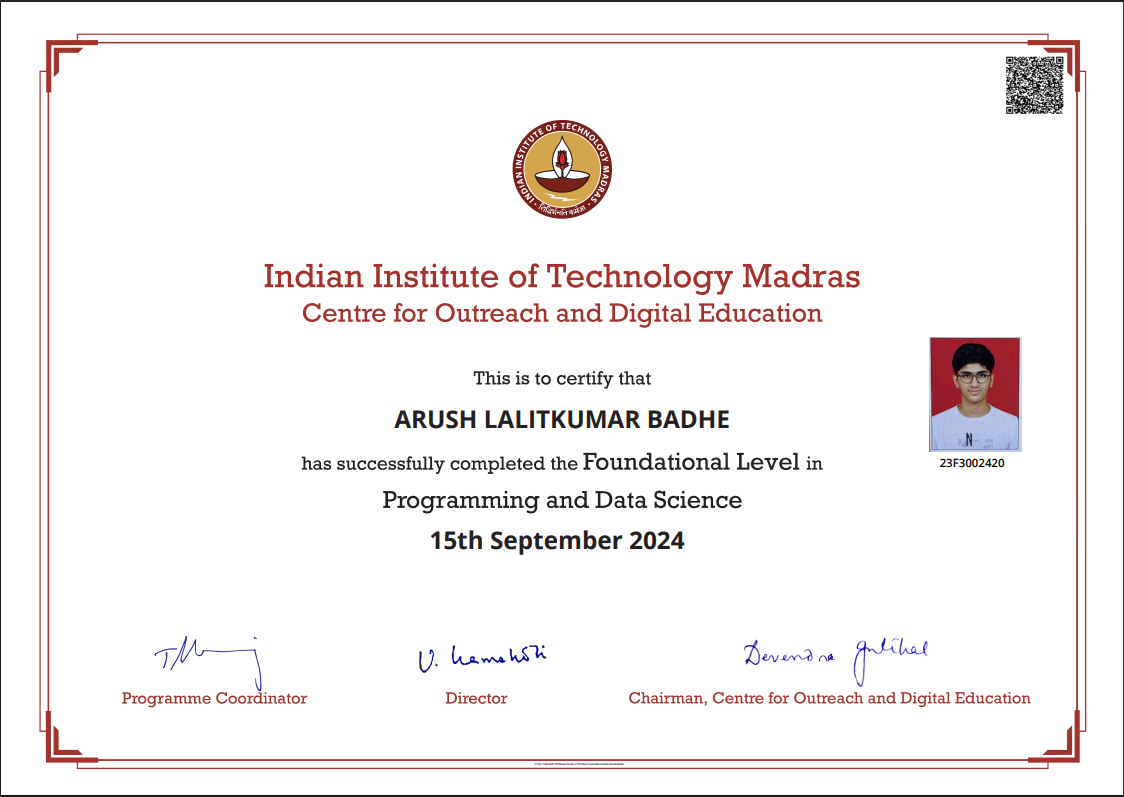 INDIAN INSTITUTE OF TECHNOLOGY MADRAS
सिद्धिर्भवति कर्मजा
Indian Institute of Technology Madras
Centre for Outreach and Digital Education
This is to certify that
ARUSH LALITKUMAR BADHE
has successfully completed the Foundational Level in
Programming and Data Science
15th September 2024
N
23F3002420
V. Kamakoti
Devendra Jalihal
Programme Coordinator
Director
Chairman, Centre for Outreach and Digital Education